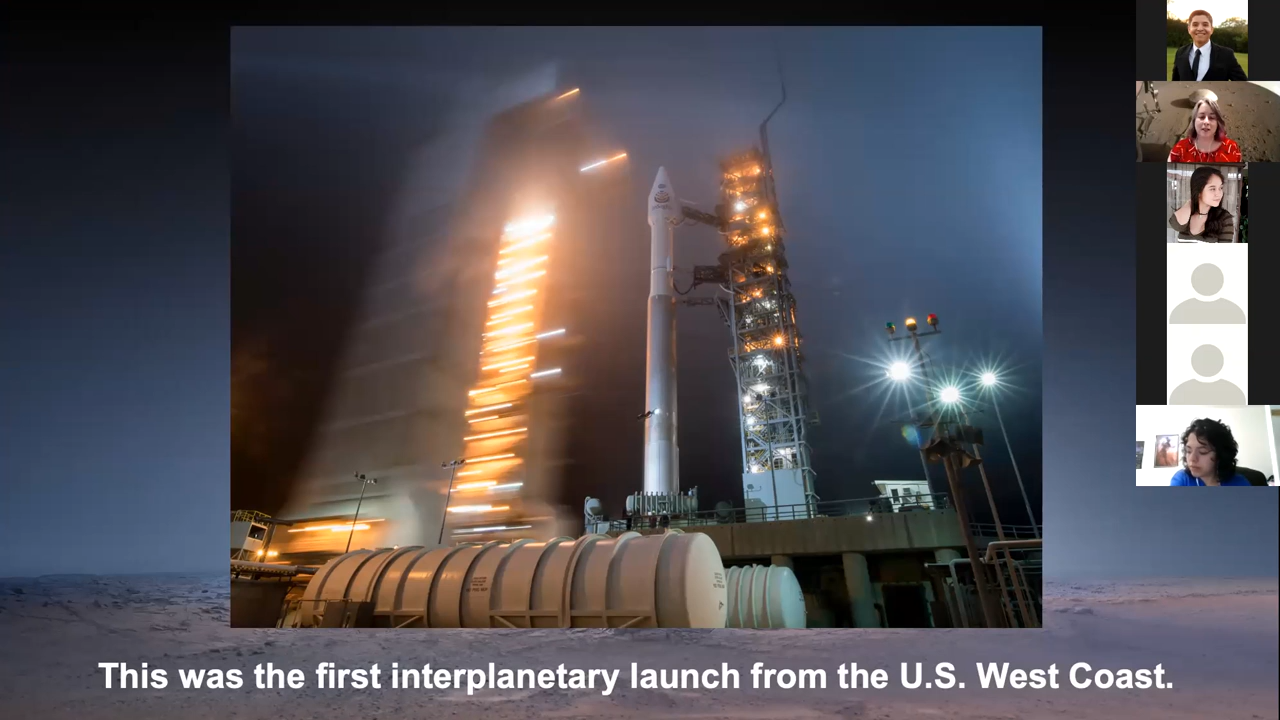 This was the first interplanetary launch from the U.S. West Coast.